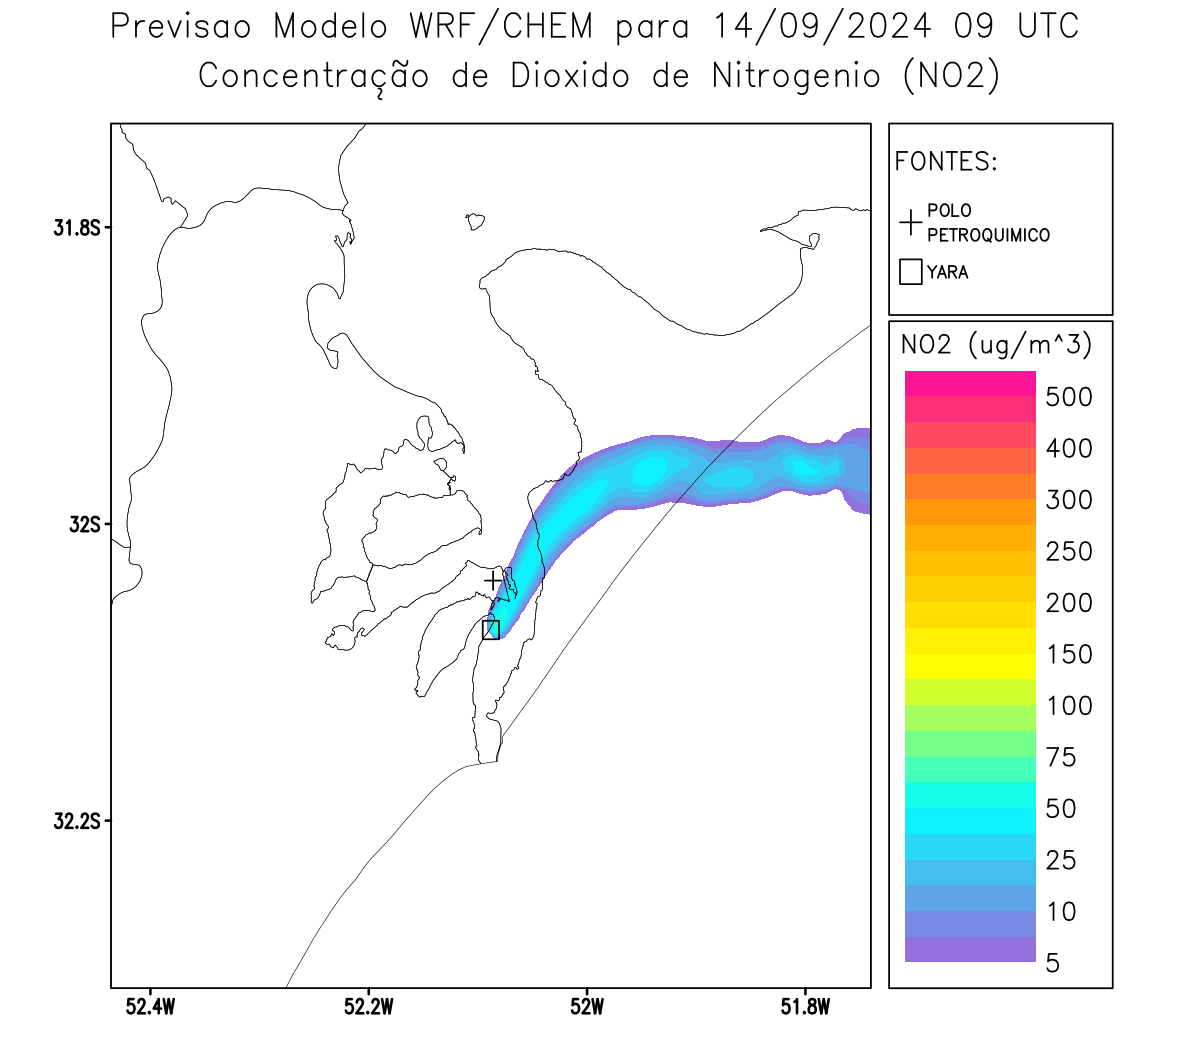 Previsao Modelo WRF/CHEM para 14/09/2024 09 UTC
Concentração de Dioxido de Nitrogenio (NO2)
FONTES:
POLO
PETROQUIMICO
YARA
NO2 (ug/m^3)
500
400
300
250
200
150
100
75
50
25
10
5
31.8S
32S
32.2S
52.4W
52.2W
52W
51.8W